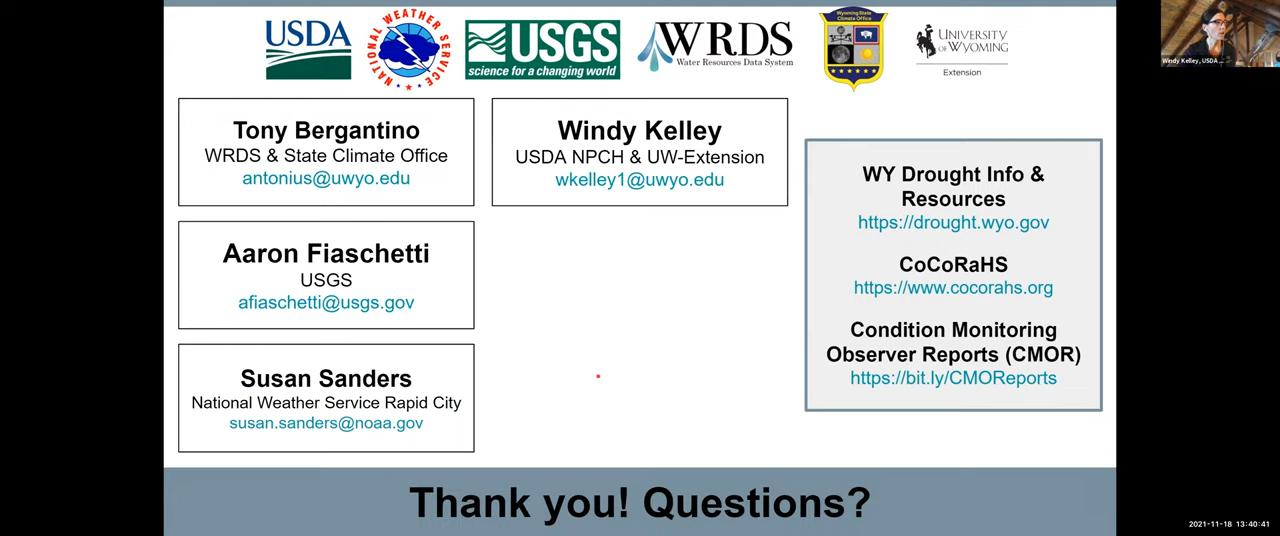 USDA
NATIONAL WEATHER SERVICE
USGS
science for a changing world
WRDS
Water Resources Data System
Wyoming State
Climate Office
UNIVERSITY
OF WYOMING
Extension
Windy Kelley, USDA ...
Tony Bergantino
WRDS & State Climate Office
antonius@uwyo.edu
Windy Kelley
USDA NPCH & UW-Extension
wkelley1@uwyo.edu
Aaron Fiaschetti
USGS
afiaschetti@usgs.gov
Susan Sanders
National Weather Service Rapid City
susan.sanders@noaa.gov
WY Drought Info &
Resources
https://drought.wyo.gov
CoCoRaHS
https://www.cocorahs.org
Condition Monitoring
Observer Reports (CMOR)
https://bit.ly/CMOReports
Thank you! Questions?
2021-11-18 13:40:41